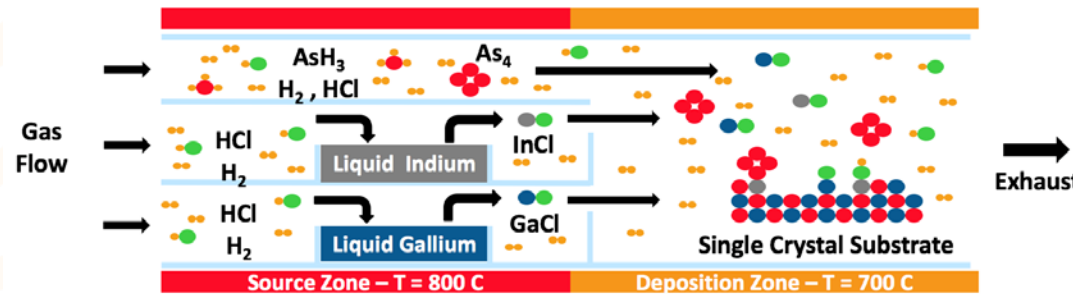 AsH3
As4
H2 , HCl
Gas
Flow
HCl
H2
Liquid Indium
InCl
Exhaust
HCl
H2
Liquid Gallium
GaCl
Single Crystal Substrate
Source Zone – T = 800 C
Deposition Zone – T = 700 C